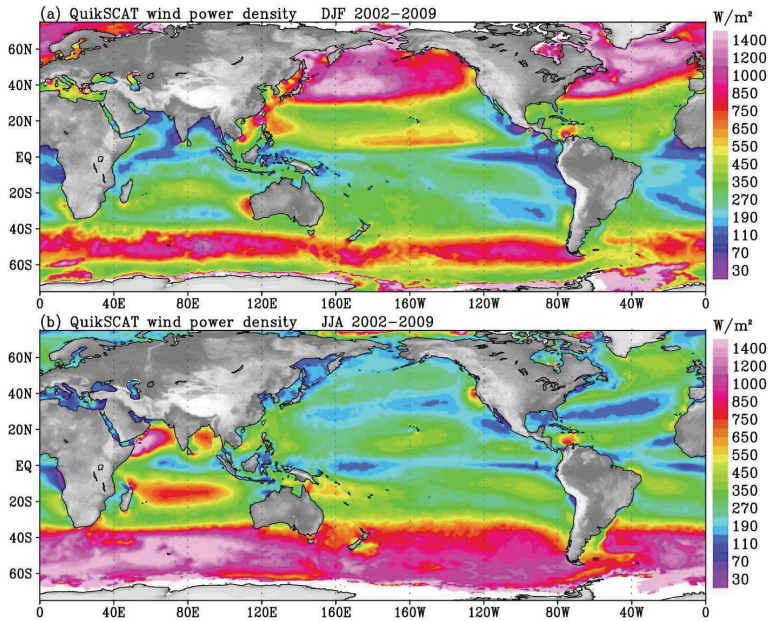 (a) QuikSCAT wind power density DJF 2002-2009
W/m²
60N
40N
20N
EQ
20S
40S
60S
0 40E 80E 120E 160E 160W 120W 80W 40W 0
1400
1200
1000
850
750
650
550
450
350
270
190
110
70
30
(b) QuikSCAT wind power density JJA 2002-2009
W/m²
60N
40N
20N
EQ
20S
40S
60S
0 40E 80E 120E 160E 160W 120W 80W 40W 0
1400
1200
1000
850
750
650
550
450
350
270
190
110
70
30